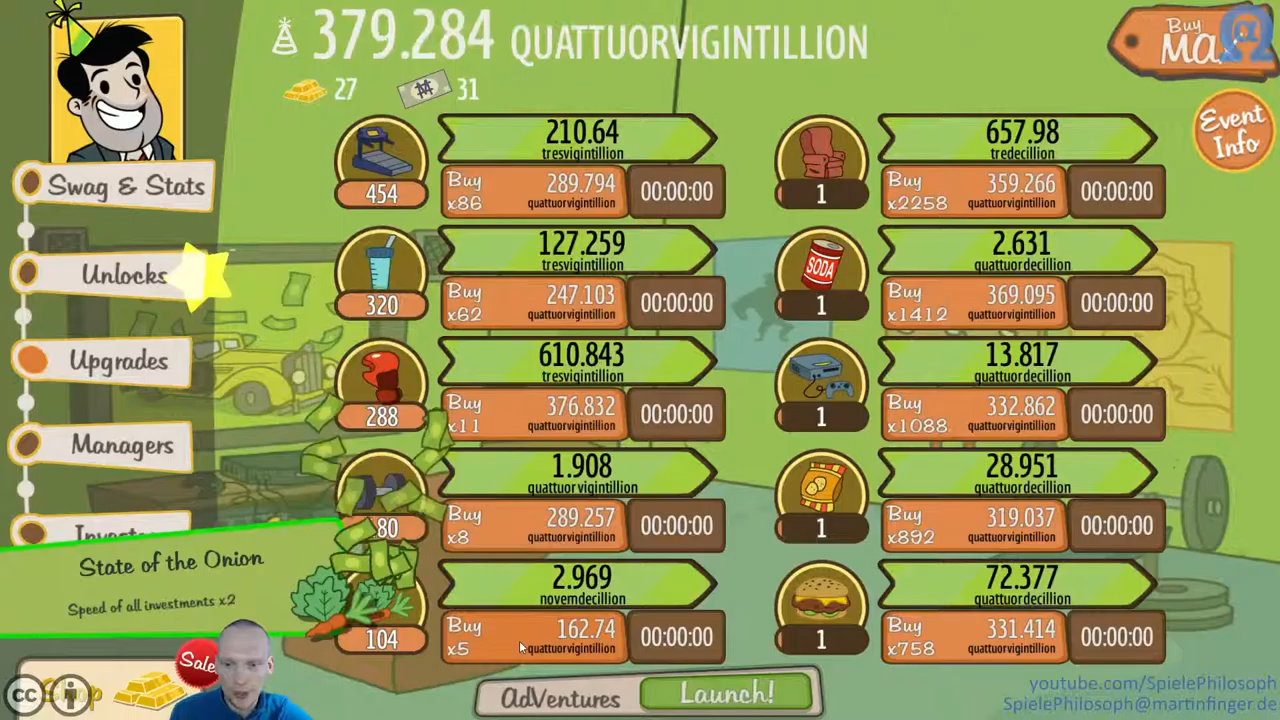 379.284 QUATTUORVIGINTILLION
27
31
Buy
Event
Info
Swag & Stats
Unlocks
Upgrades
Managers
State of the Onion
Speed of all investments x2
Sale
210.64
tresvigintillion
454
Buy
x86
289.794
quattuorvigintillion
00:00:00
127.259
tresvigintillion
320
Buy
x62
247.103
quattuorvigintillion
00:00:00
610.843
tresvigintillion
288
Buy
x11
376.832
quattuorvigintillion
00:00:00
1.908
quattuorvigintillion
80
Buy
x8
289.257
quattuorvigintillion
00:00:00
2.969
novemdecillion
104
Buy
x5
162.74
quattuorvigintillion
00:00:00
657.98
tredecillion
1
Buy
x2258
359.266
quattuorvigintillion
00:00:00
2.631
quattuordecillion
SODA
1
Buy
x1412
369.095
quattuorvigintillion
00:00:00
13.817
quattuordecillion
1
Buy
x1088
332.862
quattuorvigintillion
00:00:00
28.951
quattuordecillion
1
Buy
x892
319.037
quattuorvigintillion
00:00:00
72.377
quattuordecillion
1
Buy
x758
331.414
quattuorvigintillion
00:00:00
AdVentures
Launch!
cc
youtube.com/SpielePhilosoph
SpielePhilosoph@martinfinger.de